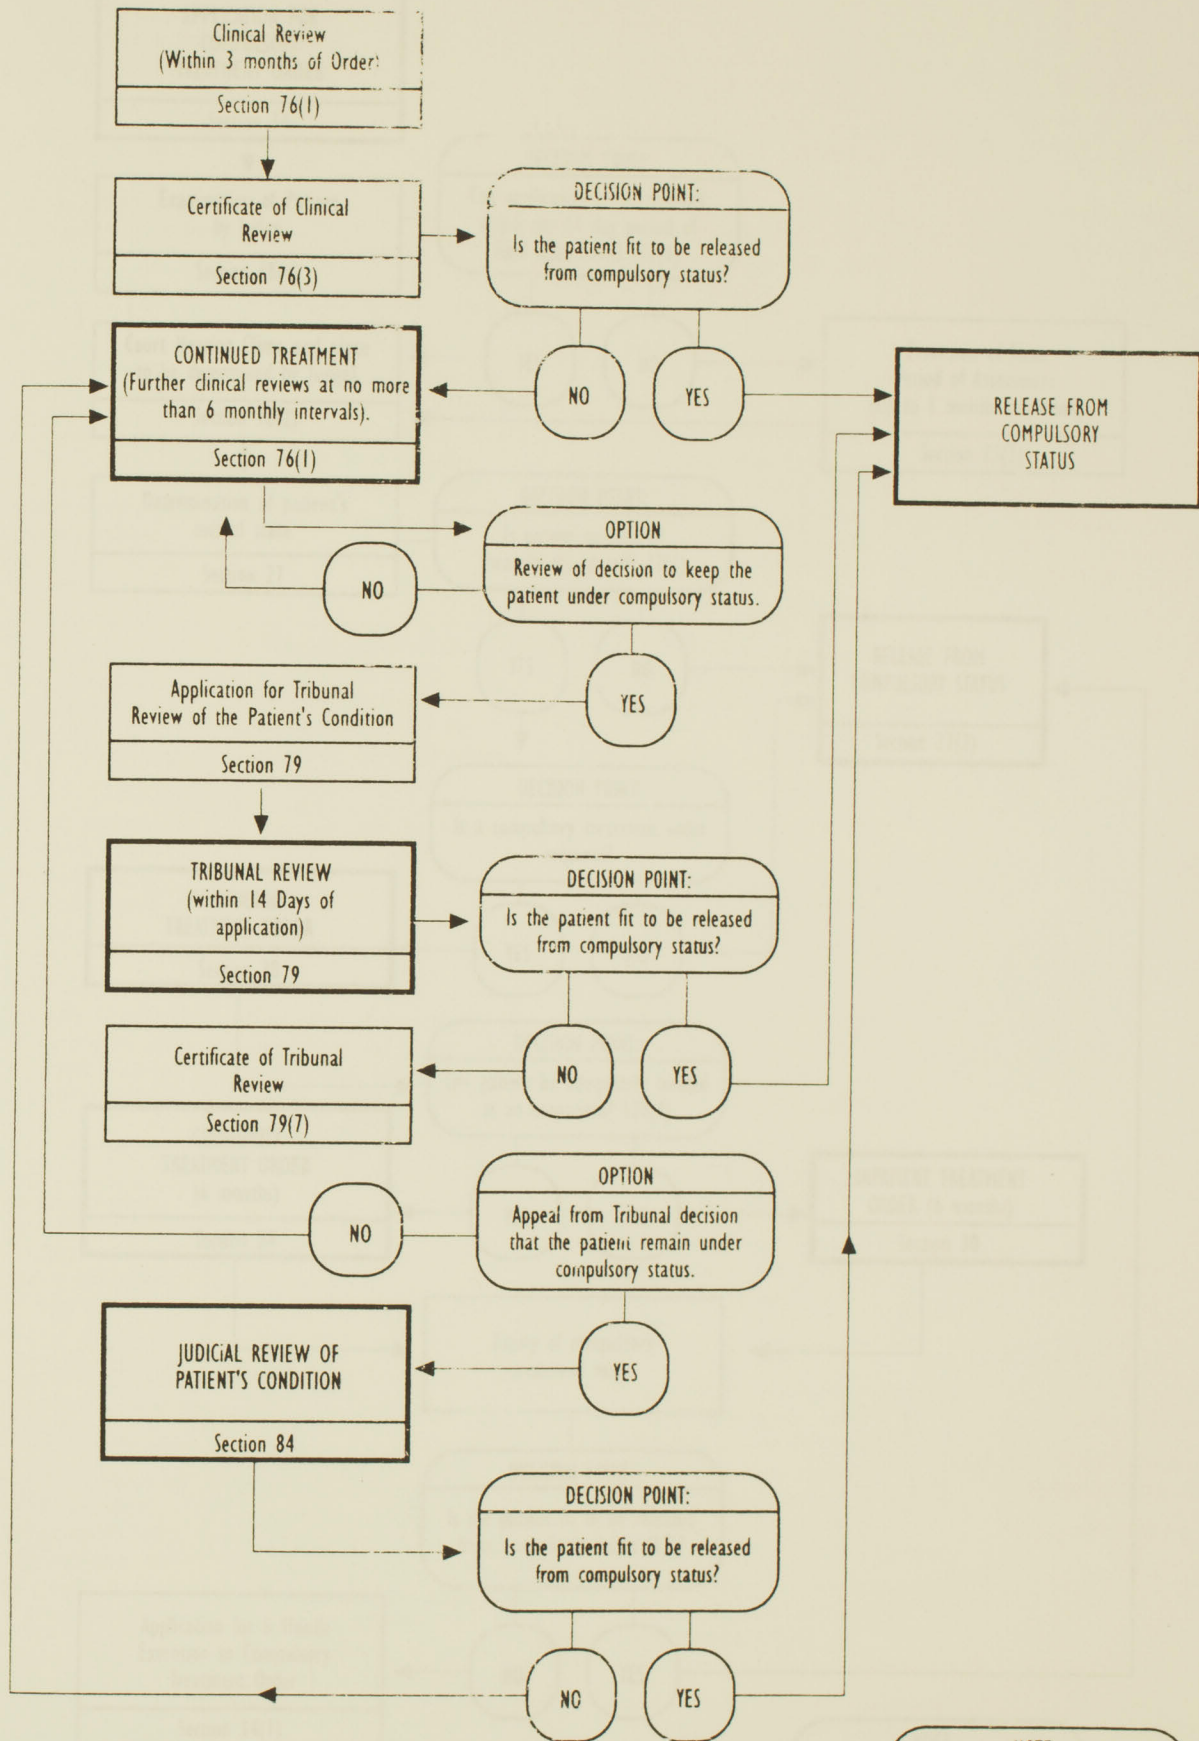 Clinical Review
(Within 3 months of Order)
Section 76(1)
Certificate of Clinical
Review
Section 76(3)
DECISION POINT:
Is the patient fit to be released
from compulsory status?
NO
YES
CONTINUED TREATMENT
(Further clinical reviews at no more
than 6 monthly intervals).
Section 76(1)
RELEASE FROM
COMPULSORY
STATUS
OPTION
Review of decision to keep the
patient under compulsory status.
NO
YES
Application for Tribunal
Review of the Patient's Condition
Section 79
TRIBUNAL REVIEW
(within 14 Days of
application)
Section 79
DECISION POINT:
Is the patient fit to be released
from compulsory status?
NO
YES
Certificate of Tribunal
Review
Section 79(7)
OPTION
Appeal from Tribunal decision
that the patient remain under
compulsory status.
NO
YES
JUDICIAL REVIEW OF
PATIENT'S CONDITION
Section 84
DECISION POINT:
Is the patient fit to be released
from compulsory status?
NO
YES